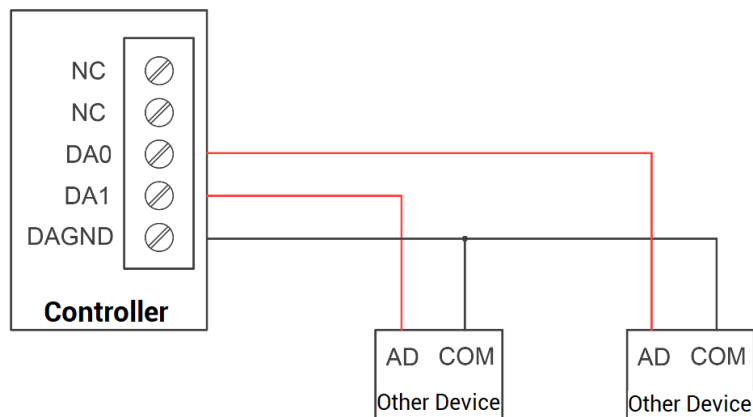 NC
NC
DA0
DA1
DAGND
Controller
AD COM
Other Device
AD COM
Other Device